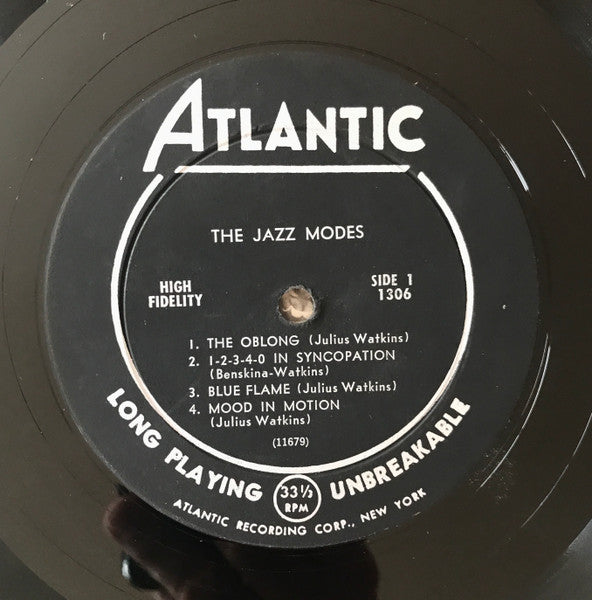 ATLANTIC
THE JAZZ MODES
HIGH
FIDELITY
SIDE 1
1306
1. THE OBLONG (Julius Watkins)
2. 1-2-3-4-0 IN SYNCOPATION
(Benskina-Watkins)
3. BLUE FLAME (Julius Watkins)
4. MOOD IN MOTION
(Julius Watkins)
(11679)
LONG PLAYING 33⅓ RPM UNBREAKABLE
ATLANTIC RECORDING CORP., NEW YORK